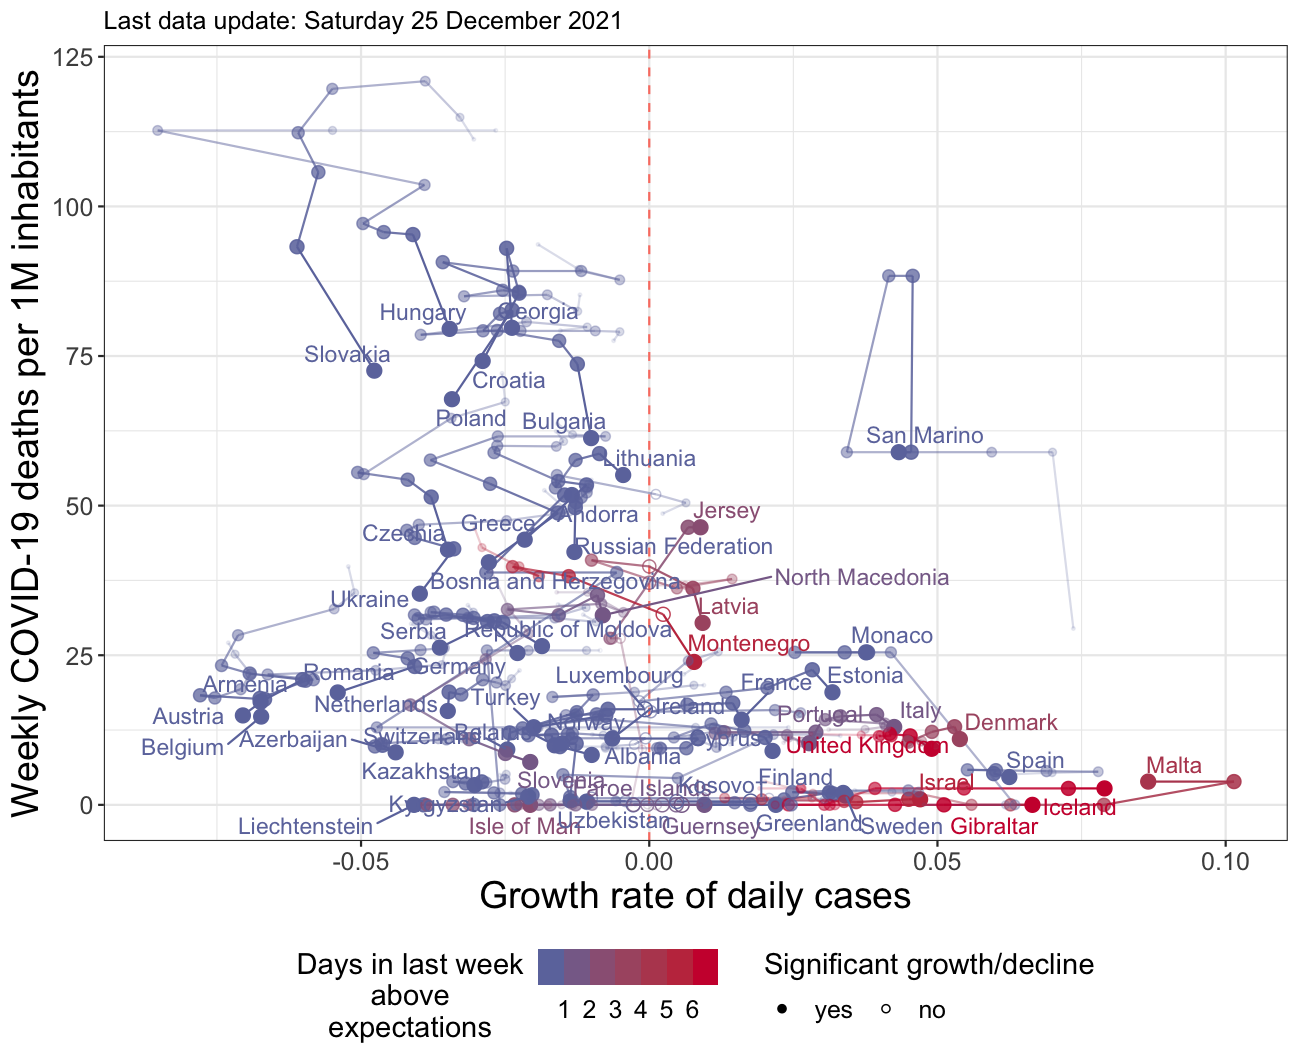 Last data update: Saturday 25 December 2021
Weekly COVID-19 deaths per 1M inhabitants
125
100
75
50
25
0
Hungary
Georgia
Slovakia
Croatia
Poland
Bulgaria
San Marino
Lithuania
Jersey
Andorra
Greece
Czechia
Russian Federation
Bosnia and Herzegovina
North Macedonia
Ukraine
Latvia
Serbia
Republic of Moldova
Montenegro
Monaco
Germany
Romania
Luxembourg
Estonia
Armenia
France
Netherlands
Turkey
Ireland
Italy
Austria
Portugal
Norway
Denmark
Belgium
Azerbaijan
Switzerland
Belarus
Cyprus
United Kingdom
Albania
Spain
Malta
Kazakhstan
Slovenia
Kosovo
Finland
Israel
Faroe Islands
Kyrgyzstan
Iceland
Liechtenstein
Isle of Man
Uzbekistan
Guernsey
Greenland
Sweden
Gibraltar
-0.05
0.00
0.05
0.10
Growth rate of daily cases
Days in last week
above
expectations
1 2 3 4 5 6
Significant growth/decline
yes
no